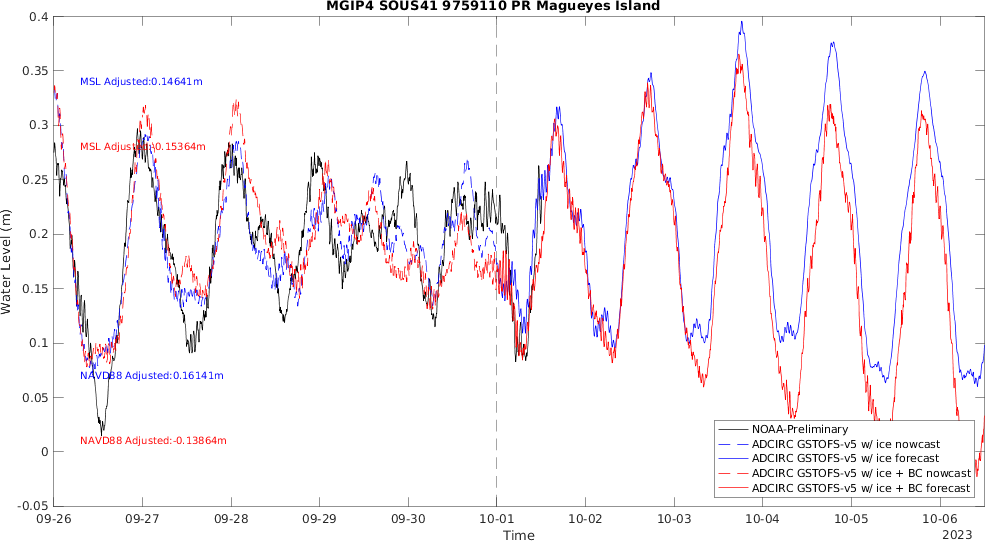 MGIP4 SOUS41 9759110 PR Magueyes Island
0.4
0.35
0.3
0.25
0.2
0.15
0.1
0.05
0
-0.05
Water Level (m)
MSL Adjusted:0.14641m
MSL Adjusted:-0.15364m
NAVD88 Adjusted:0.16141m
NAVD88 Adjusted:-0.13864m
NOAA-Preliminary
ADCIRC GSTOFS-v5 w/ ice nowcast
ADCIRC GSTOFS-v5 w/ ice forecast
ADCIRC GSTOFS-v5 w/ ice + BC nowcast
ADCIRC GSTOFS-v5 w/ ice + BC forecast
09-26 09-27 09-28 09-29 09-30 10-01 10-02 10-03 10-04 10-05 10-06
Time
2023